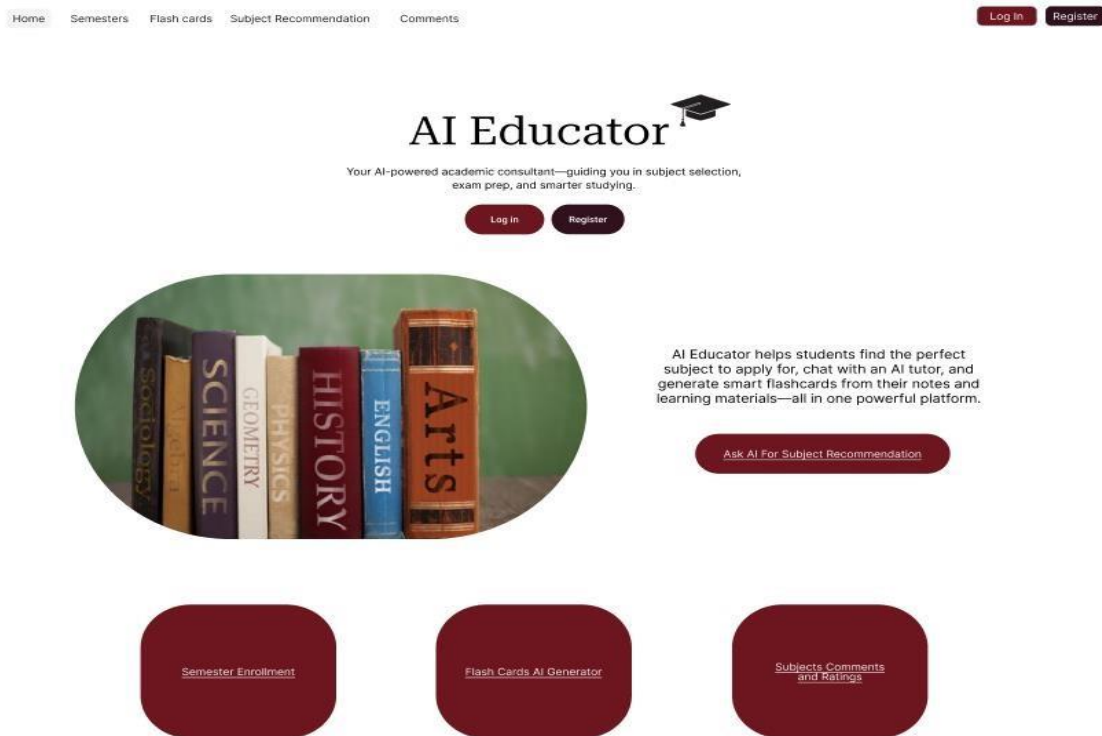 Home
Semesters
Flash cards
Subject Recommendation
Comments
Log In
Register
AI Educator
Your AI-powered academic consultant—guiding you in subject selection,
exam prep, and smarter studying.
Log in
Register
Sociology
Algebra
SCIENCE
GEOMETRY
PHYSICS
HISTORY
ENGLISH
Arts
AI Educator helps students find the perfect
subject to apply for, chat with an AI tutor, and
generate smart flashcards from their notes and
learning materials—all in one powerful platform.
Ask AI For Subject Recommendation
Semester Enrollment
Flash Cards AI Generator
Subjects Comments
and Ratings